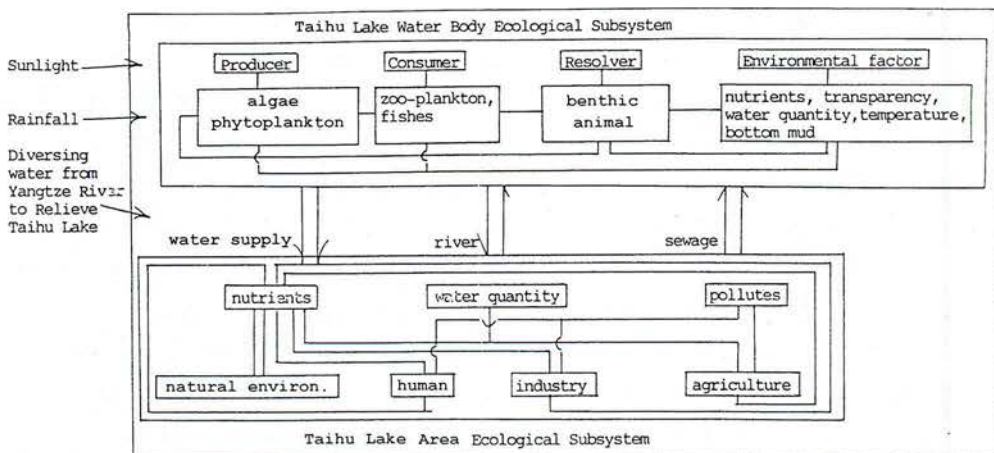 Taihu Lake Water Body Ecological Subsystem
Sunlight
Producer
Consumer
Resolver
Environmental factor
algae
phytoplankton
zoo-plankton,
fishes
benthic
animal
nutrients, transparency,
water quantity,temperature,
bottom mud
Rainfall
Diversing
water from
Yangtze River
to Relieve
Taihu Lake
water supply
river
sewage
nutrients
water quantity
pollutes
natural environ.
human
industry
agriculture
Taihu Lake Area Ecological Subsystem